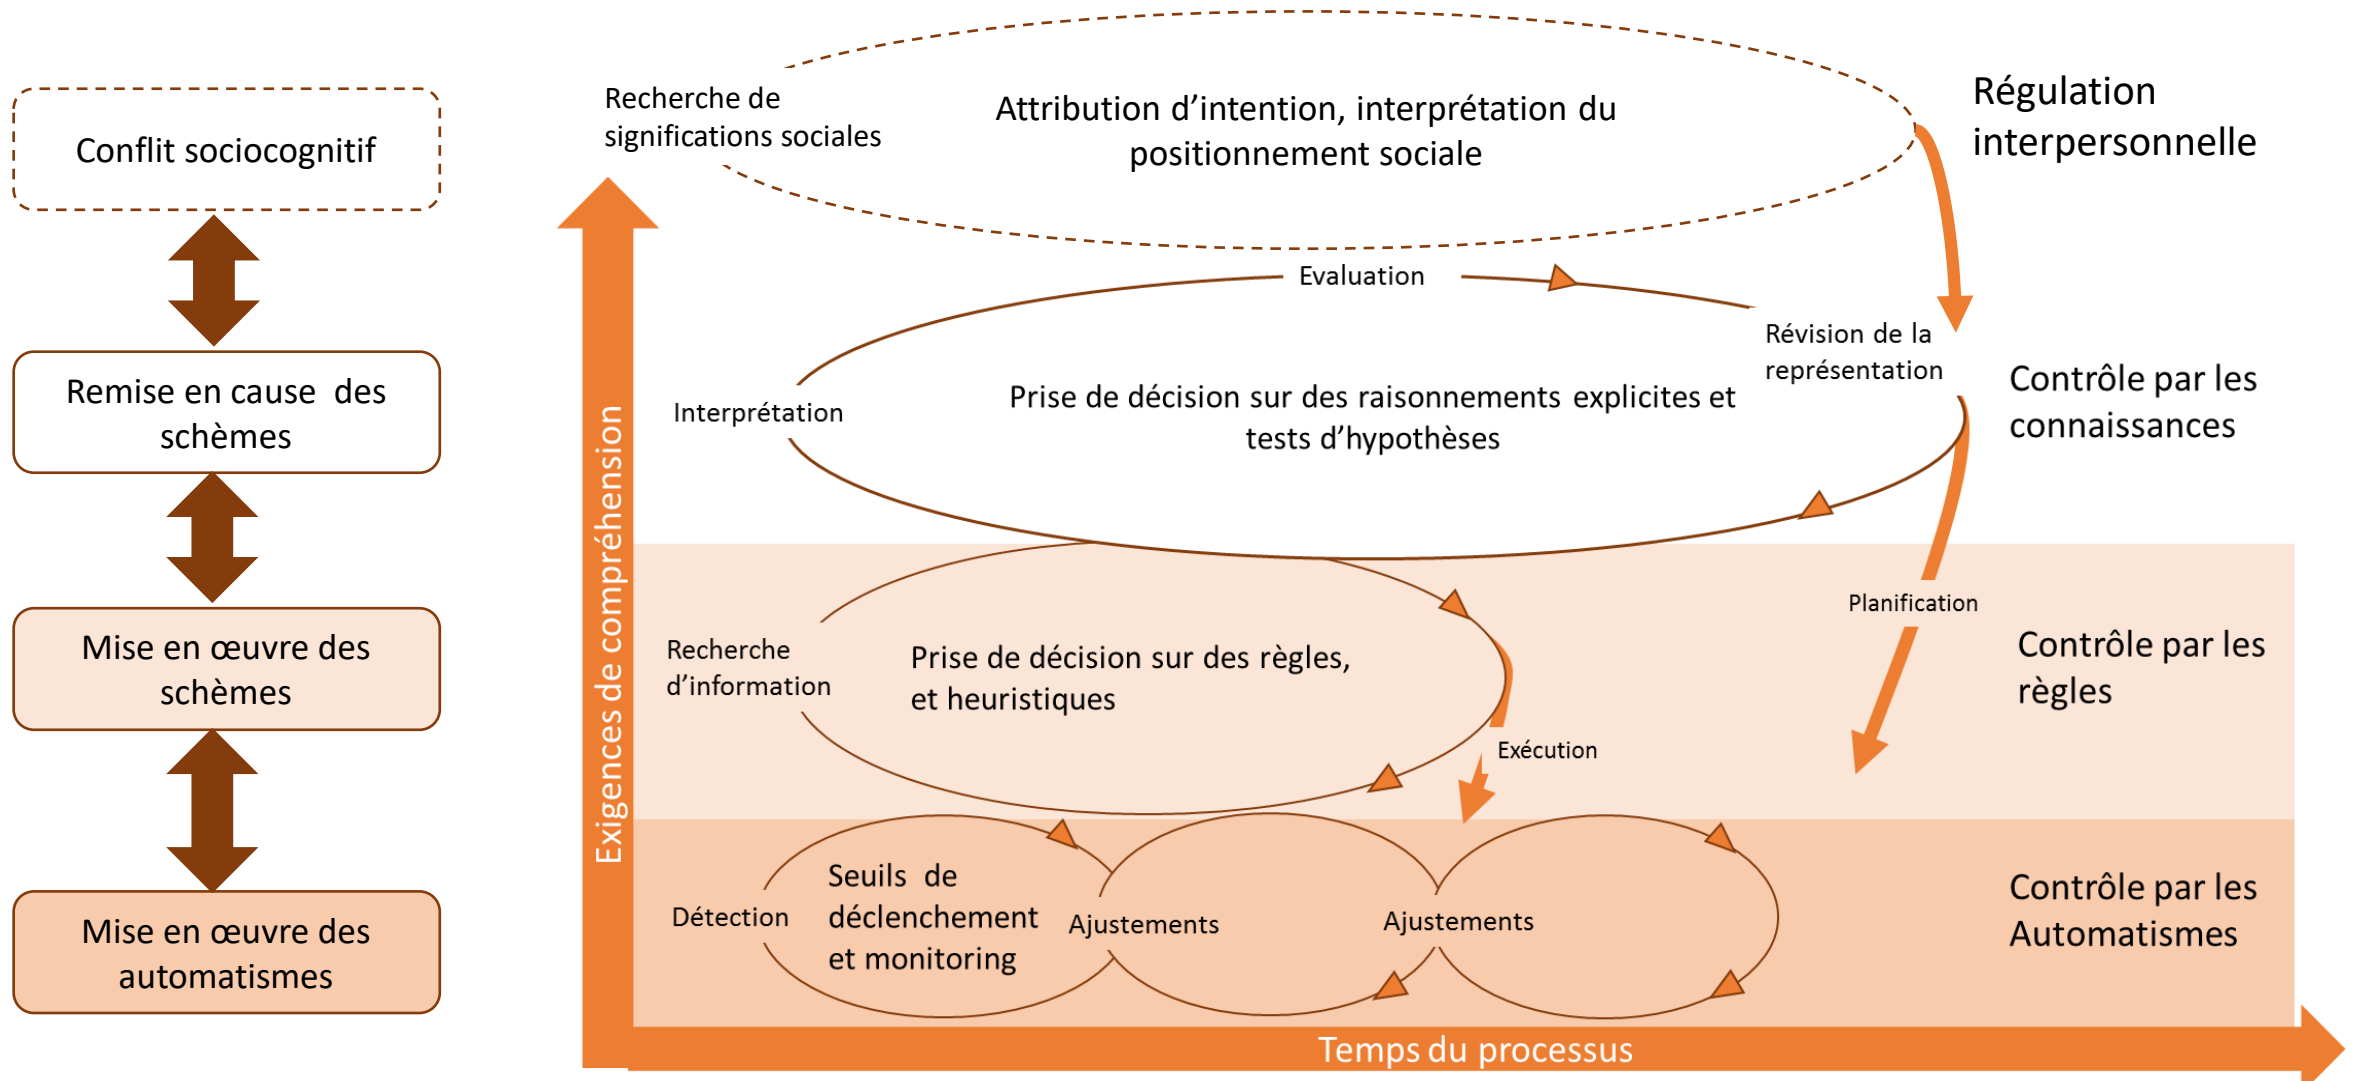 Conflit sociocognitif
Remise en cause des
schèmes
Mise en œuvre des
schèmes
Mise en œuvre des
automatismes
Exigences de compréhension
Temps du processus
Recherche de
significations sociales
Attribution d’intention, interprétation du
positionnement sociale
Régulation
interpersonnelle
Evaluation
Révision de la
représentation
Interprétation
Prise de décision sur des raisonnements explicites et
tests d’hypothèses
Contrôle par les
connaissances
Planification
Recherche
d’information
Prise de décision sur des règles,
et heuristiques
Exécution
Contrôle par les
règles
Détection
Seuils de
déclenchement
et monitoring
Ajustements
Ajustements
Contrôle par les
Automatismes